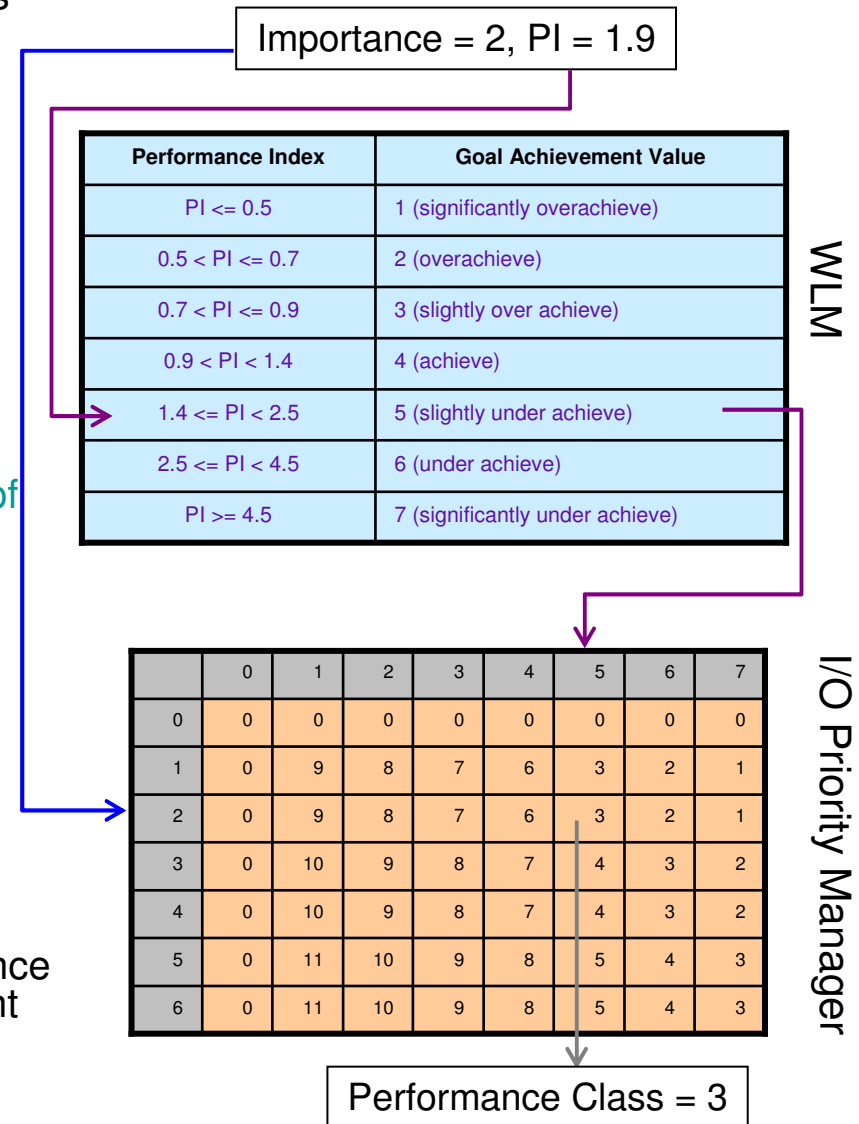 s
Importance = 2, PI = 1.9
Performance Index Goal Achievement Value
PI <= 0.5 1 (significantly overachieve)
0.5 < PI <= 0.7 2 (overachieve)
0.7 < PI <= 0.9 3 (slightly over achieve)
0.9 < PI < 1.4 4 (achieve)
1.4 <= PI < 2.5 5 (slightly under achieve)
2.5 <= PI < 4.5 6 (under achieve)
PI >= 4.5 7 (significantly under achieve)
WLM
of
0 1 2 3 4 5 6 7
0 0 0 0 0 0 0 0 0
1 0 9 8 7 6 3 2 1
2 0 9 8 7 6 3 2 1
3 0 10 9 8 7 4 3 2
4 0 10 9 8 7 4 3 2
5 0 11 10 9 8 5 4 3
6 0 11 10 9 8 5 4 3
I/O Priority Manager
nce
nt
Performance Class = 3